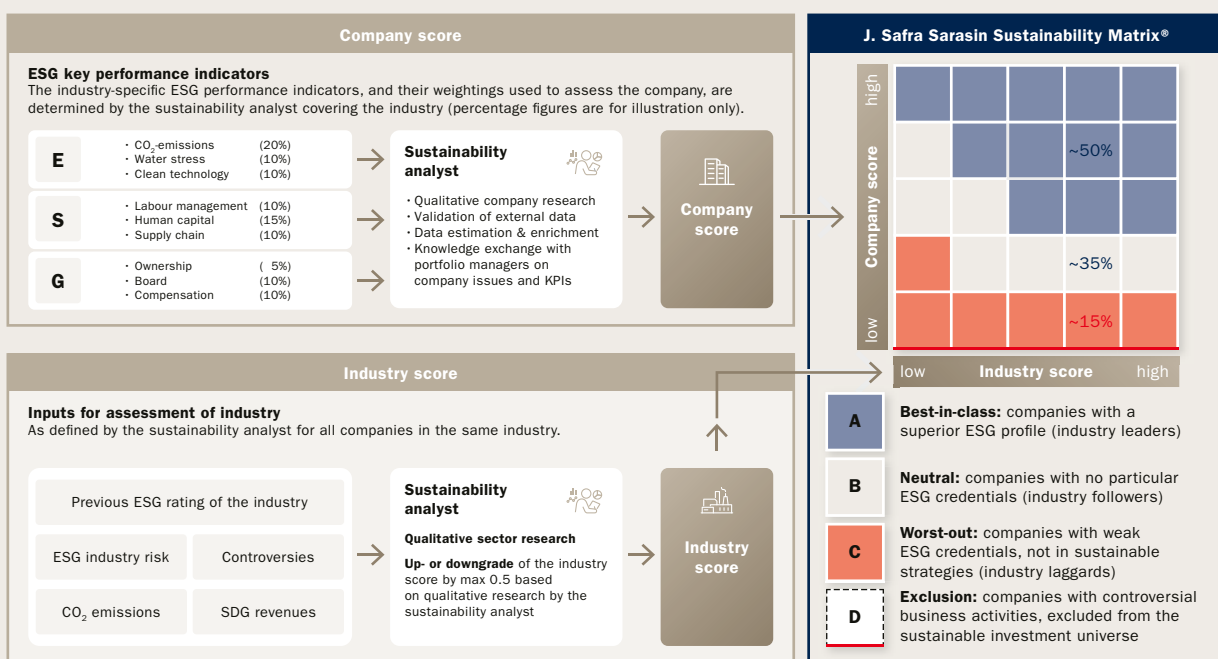 Company score
ESG key performance indicators
The industry-specific ESG performance indicators, and their weightings used to assess the company, are
determined by the sustainability analyst covering the industry (percentage figures are for illustration only).
E
· CO₂-emissions (20%)
· Water stress (10%)
· Clean technology (10%)
S
· Labour management (10%)
· Human capital (15%)
· Supply chain (10%)
G
· Ownership ( 5%)
· Board (10%)
· Compensation (10%)
Sustainability
analyst
· Qualitative company research
· Validation of external data
· Data estimation & enrichment
· Knowledge exchange with
portfolio managers on
company issues and KPIs
Company
score
Industry score
Inputs for assessment of industry
As defined by the sustainability analyst for all companies in the same industry.
Previous ESG rating of the industry
ESG industry risk
Controversies
CO₂ emissions
SDG revenues
Sustainability
analyst
Qualitative sector research
Up- or downgrade of the industry
score by max 0.5 based
on qualitative research by the
sustainability analyst
Industry
score
J. Safra Sarasin Sustainability Matrix®
high
Company score
low
~50%
~35%
~15%
low Industry score high
A
Best-in-class: companies with a
superior ESG profile (industry leaders)
B
Neutral: companies with no particular
ESG credentials (industry followers)
C
Worst-out: companies with weak
ESG credentials, not in sustainable
strategies (industry laggards)
D
Exclusion: companies with controversial
business activities, excluded from the
sustainable investment universe